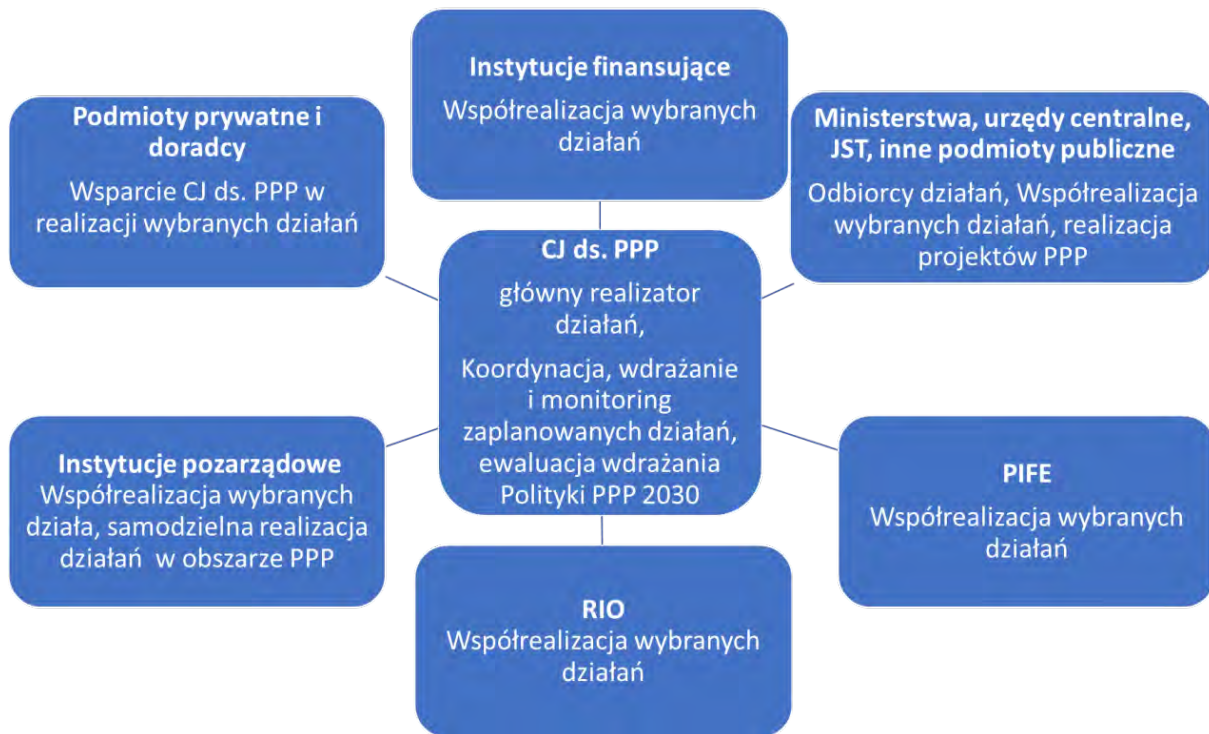 Instytucje finansujące
Współrealizacja wybranych
działań
Podmioty prywatne i
doradcy
Wsparcie CJ ds. PPP w
realizacji wybranych działań
Ministerstwa, urzędy centralne,
JST, inne podmioty publiczne
Odbiorcy działań, Współrealizacja
wybranych działań, realizacja
projektów PPP
CJ ds. PPP
główny realizator
działań,
Koordynacja, wdrażanie
i monitoring
zaplanowanych działań,
ewaluacja wdrażania
Polityki PPP 2030
Instytucje pozarządowe
Współrealizacja wybranych
działa, samodzielna realizacja
działań w obszarze PPP
PIFE
Współrealizacja wybranych
działań
RIO
Współrealizacja wybranych
działań